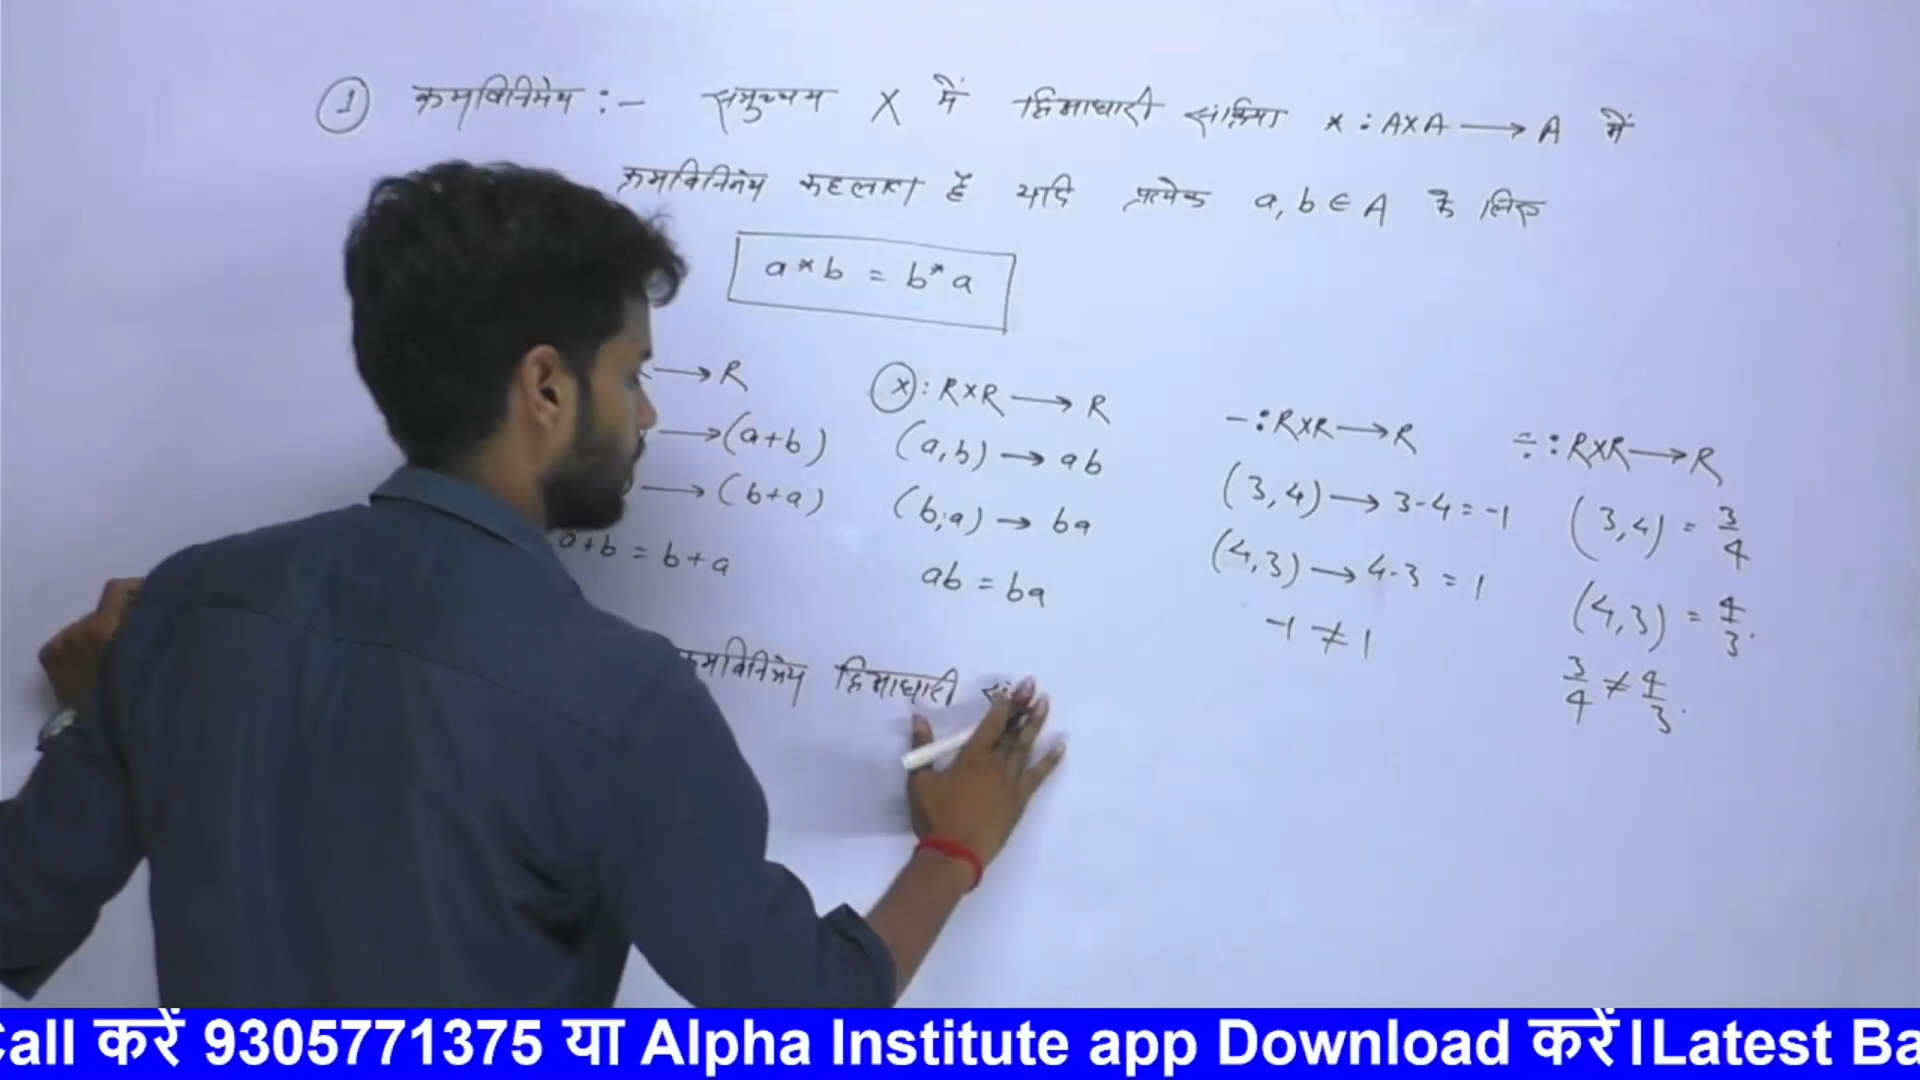 ① क्रमविनिमेय :- समुच्चय X में द्विआधारी संक्रिया * : A×A → A में
क्रमविनिमेय कहलाता है यदि प्रत्येक a, b ∈ A के लिए
a * b = b * a
→ R
→ (a+b)
→ (b+a)
a+b = b+a
× : R×R → R
(a,b) → ab
(b,a) → ba
ab = ba
- : R×R → R
(3,4) → 3-4 = -1
(4,3) → 4-3 = 1
-1 ≠ 1
÷ : R×R → R
(3,4) = 3/4
(4,3) = 4/3.
3/4 ≠ 4/3.
क्रमविनिमेय द्विआधारी
Call करें 9305771375 या Alpha Institute app Download करें।Latest Ba